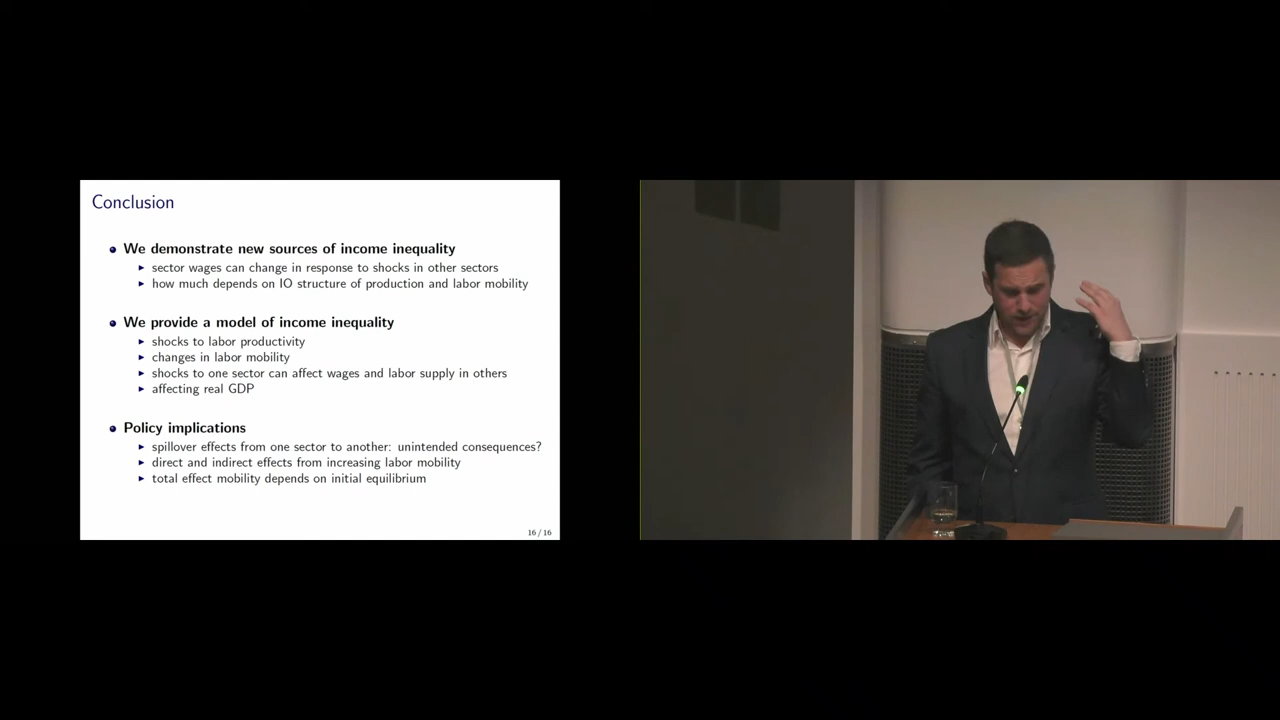 Conclusion
We demonstrate new sources of income inequality
sector wages can change in response to shocks in other sectors
how much depends on IO structure of production and labor mobility
We provide a model of income inequality
shocks to labor productivity
changes in labor mobility
shocks to one sector can affect wages and labor supply in others
affecting real GDP
Policy implications
spillover effects from one sector to another: unintended consequences?
direct and indirect effects from increasing labor mobility
total effect mobility depends on initial equilibrium
16 / 16